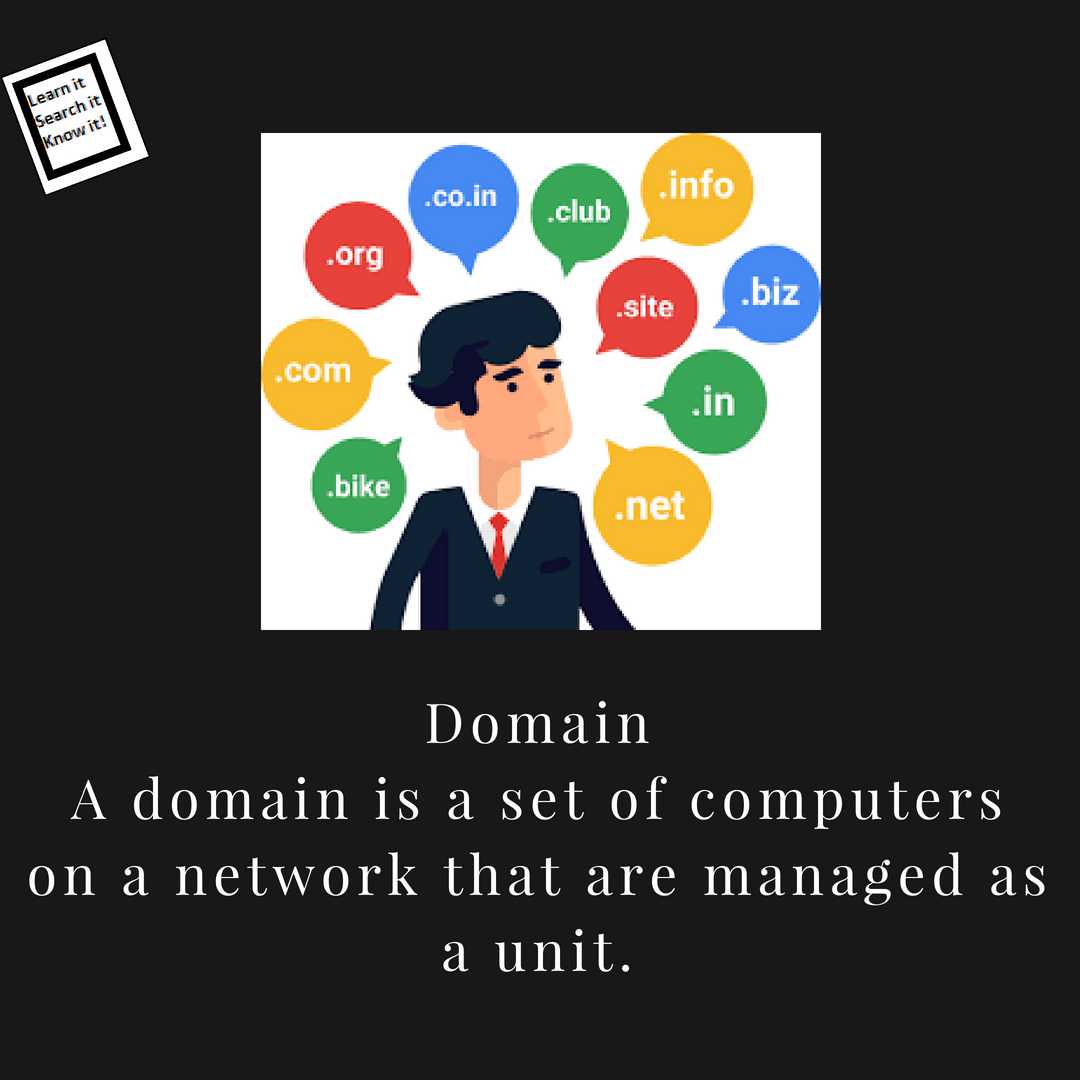 Learn it
Search it
Know it!
.co.in
.club
.info
.org
.site
.biz
.com
.in
.bike
.net
Domain
A domain is a set of computers
on a network that are managed as
a unit.